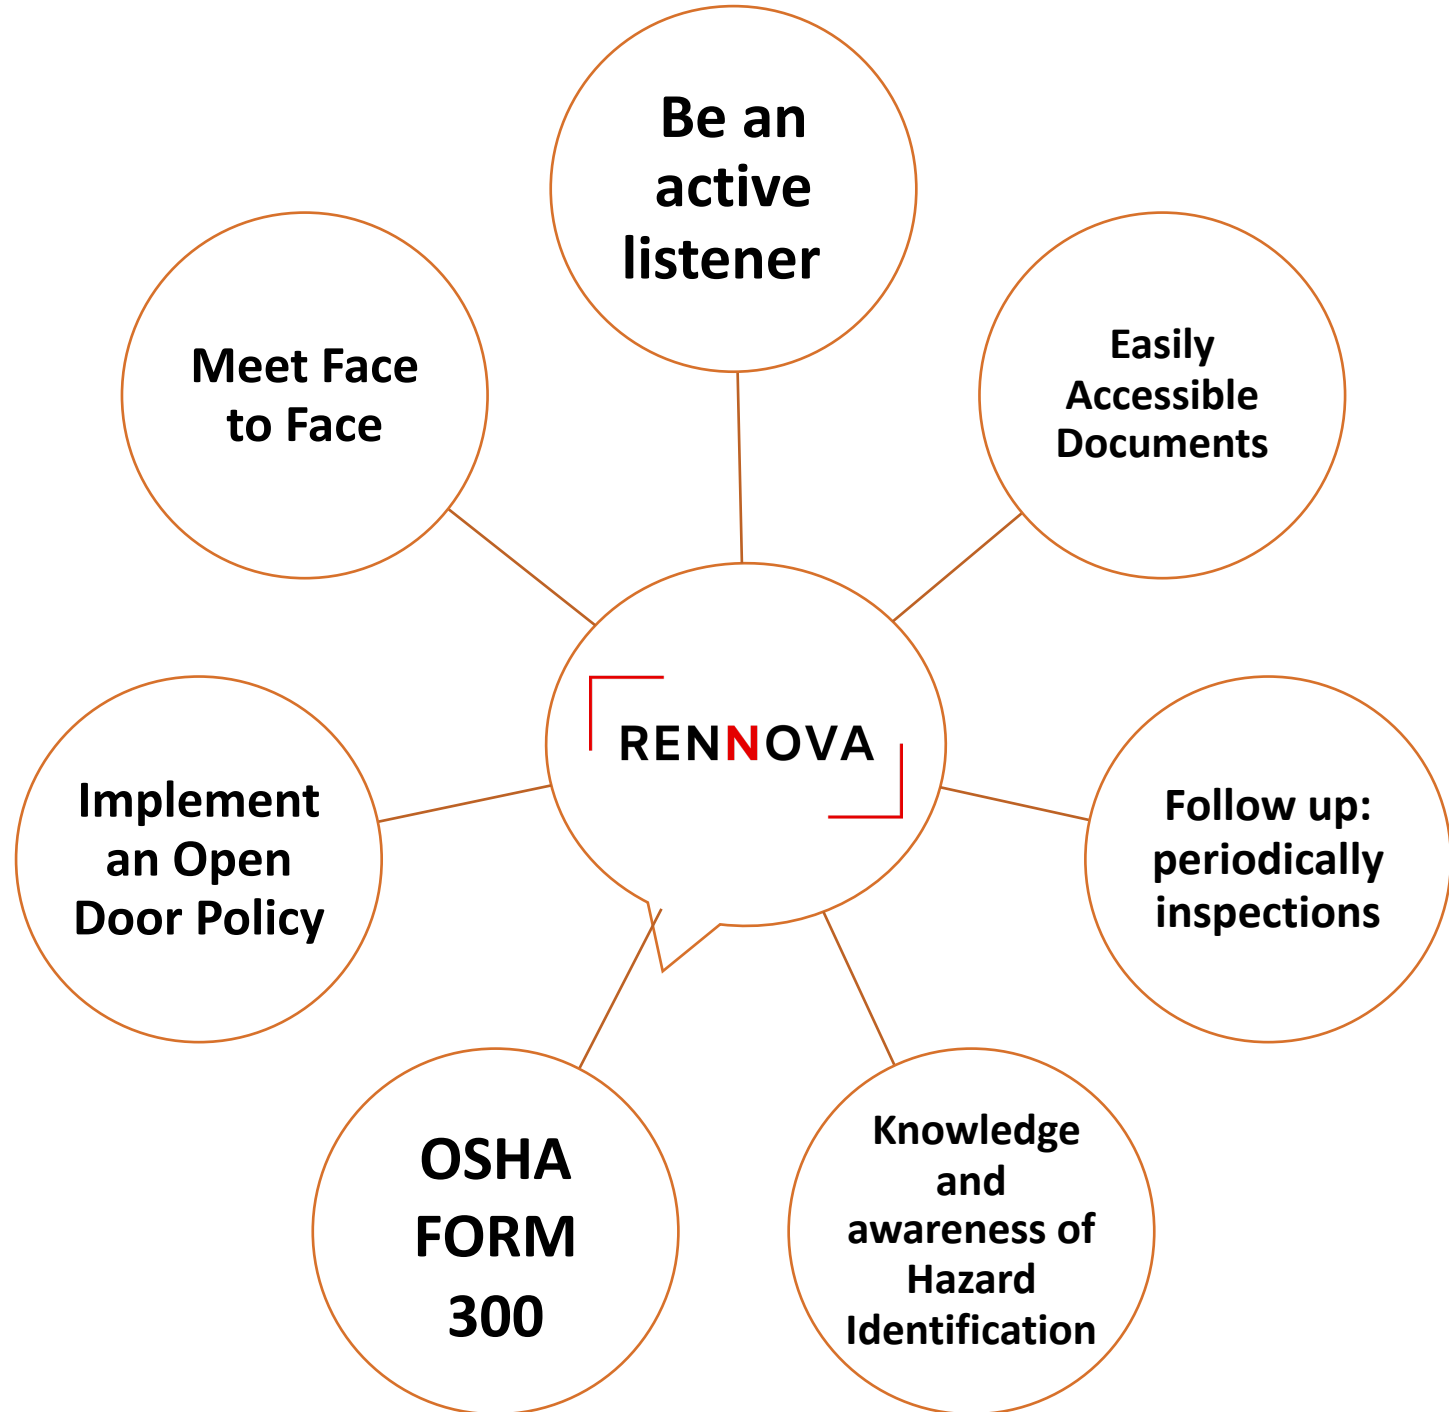 Be an
active
listener
Easily
Accessible
Documents
Follow up:
periodically
inspections
Knowledge
and
awareness of
Hazard
Identification
OSHA
FORM
300
Implement
an Open
Door Policy
Meet Face
to Face
RENNOVA